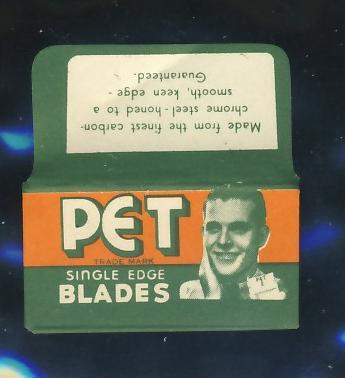 Made from the finest carbon-
chrome steel - honed to a
smooth, keen edge -
Guaranteed.
PET
TRADE MARK
SINGLE EDGE
BLADES
PET